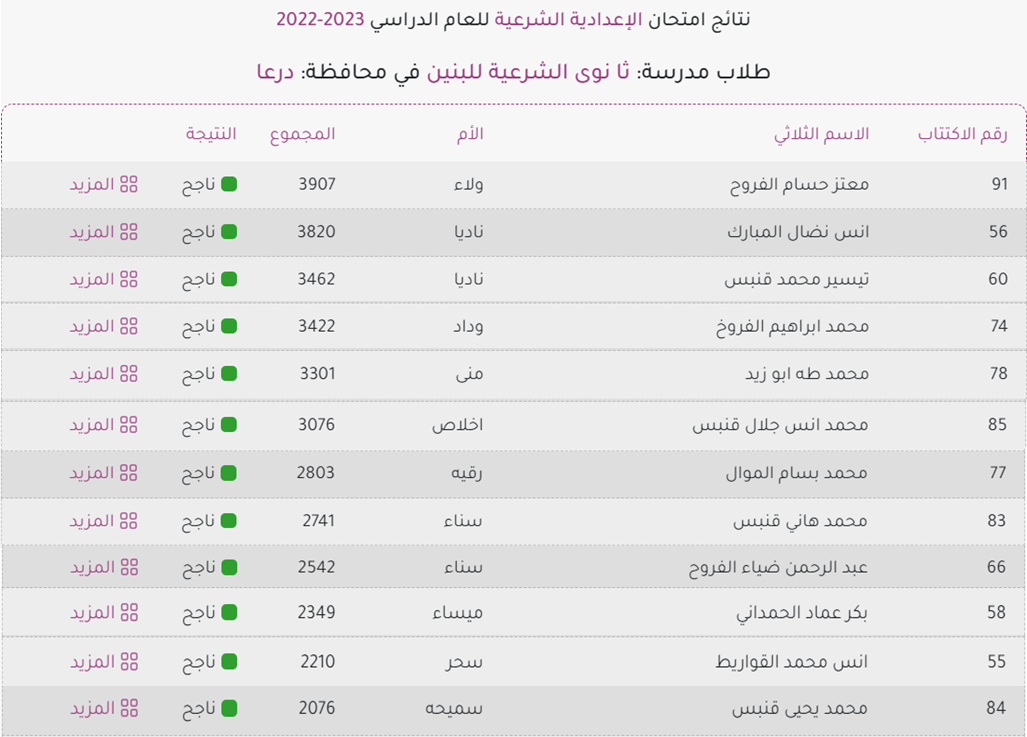 نتائج امتحان الإعدادية الشرعية للعام الدراسي 2023-2022
طلاب مدرسة: ثا نوى الشرعية للبنين في محافظة: درعا
رقم الاكتتاب الاسم الثلاثي الأم المجموع النتيجة
91 معتز حسام الفروح ولاء 3907 ناجح المزيد
56 انس نضال المبارك ناديا 3820 ناجح المزيد
60 تيسير محمد قنبس ناديا 3462 ناجح المزيد
74 محمد ابراهيم الفروخ وداد 3422 ناجح المزيد
78 محمد طه ابو زيد منى 3301 ناجح المزيد
85 محمد انس جلال قنبس اخلاص 3076 ناجح المزيد
77 محمد بسام الموال رقيه 2803 ناجح المزيد
83 محمد هاني قنبس سناء 2741 ناجح المزيد
66 عبد الرحمن ضياء الفروح سناء 2542 ناجح المزيد
58 بكر عماد الحمداني ميساء 2349 ناجح المزيد
55 انس محمد القواريط سحر 2210 ناجح المزيد
84 محمد يحيى قنبس سميحه 2076 ناجح المزيد